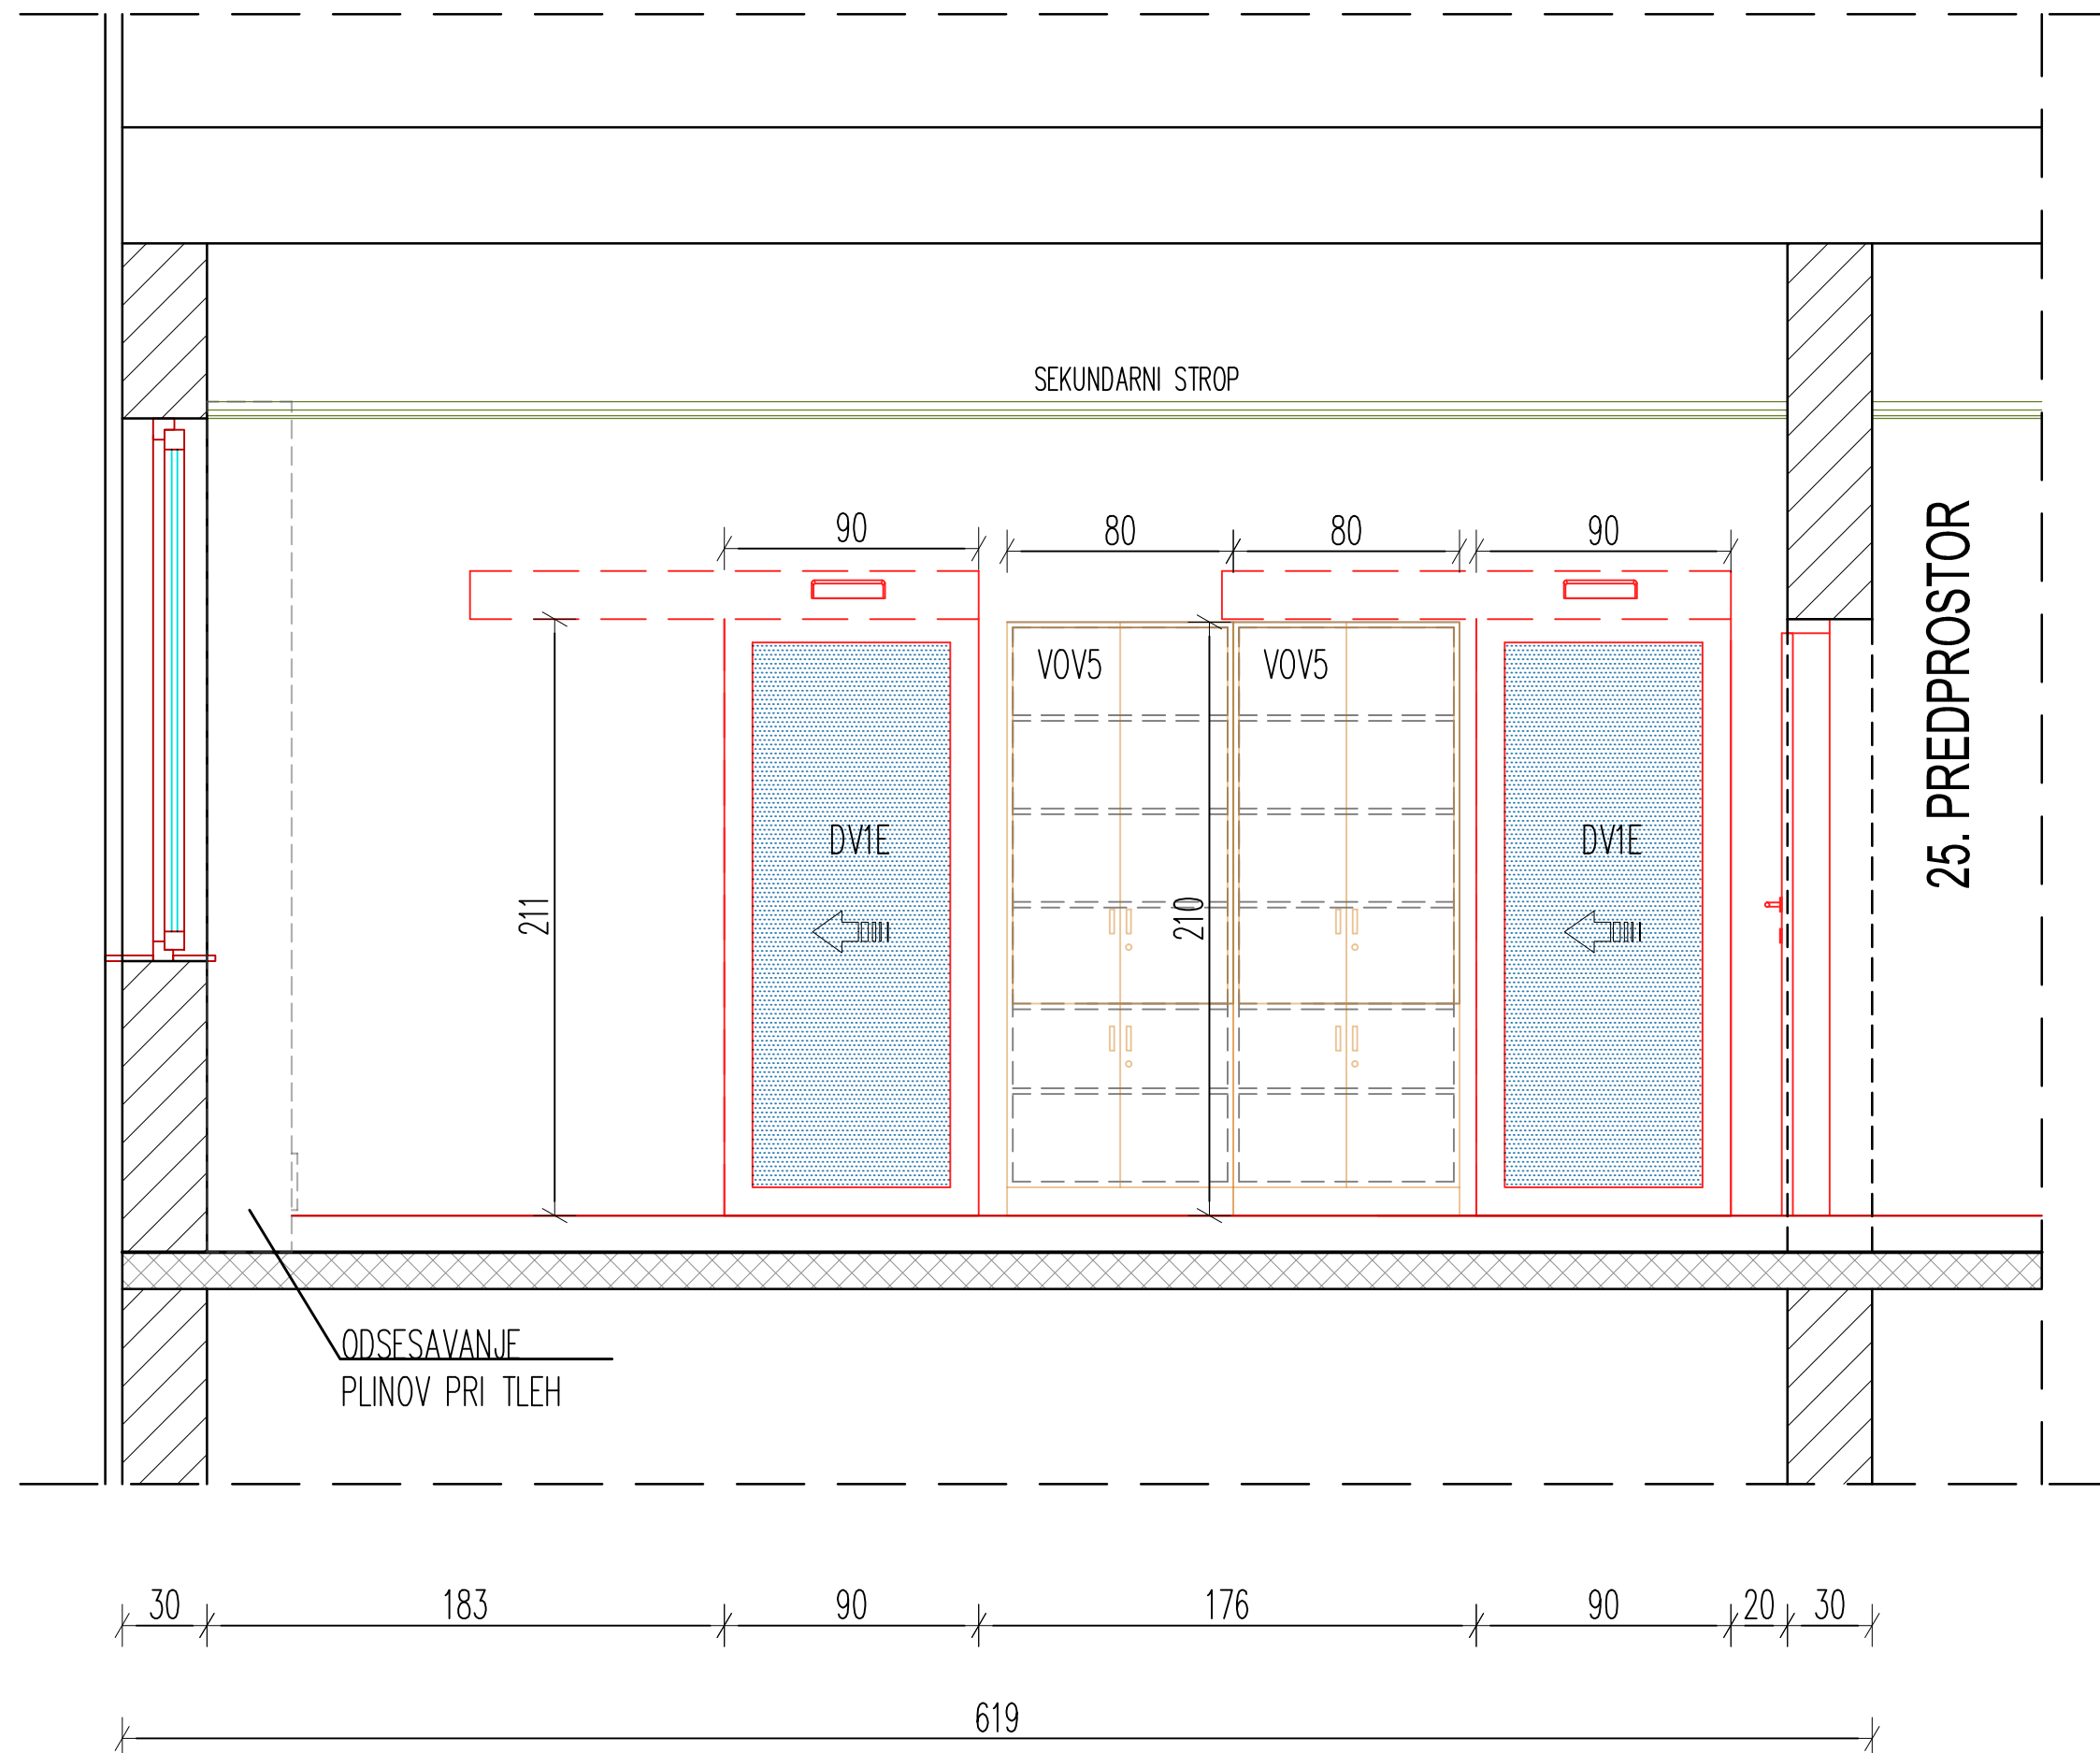 SEKUNDARNI STROP
90
80
80
90
VOV5
VOV5
DV1E
DV1E
211
210
25. PREDPROSTOR
ODSESAVANJE
PLINOV PRI TLEH
30
183
90
176
90
20
30
619